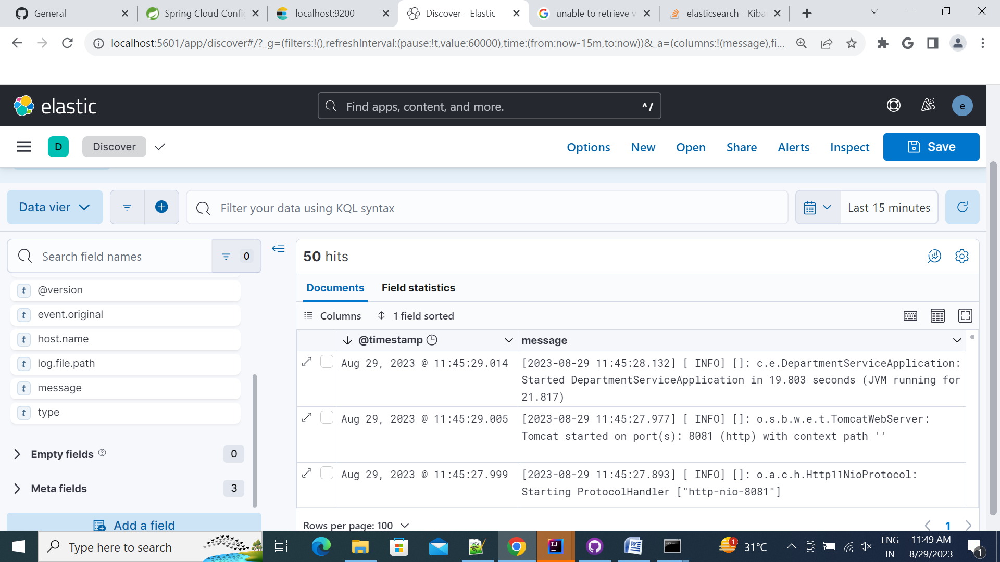 General
Spring Cloud Config
localhost:9200
Discover - Elastic
unable to retrieve v
elasticsearch - Kiba
localhost:5601/app/discover#/?_g=(filters:!(),refreshInterval:(pause:!t,value:60000),time:(from:now-15m,to:now))&_a=(columns:!(message),fi...
elastic
Find apps, content, and more.
^/
e
D
Discover
Options
New
Open
Share
Alerts
Inspect
Save
Data vier
Filter your data using KQL syntax
Last 15 minutes
Search field names
0
50 hits
t @version
t event.original
t host.name
t log.file.path
t message
t type
Empty fields
0
Meta fields
3
Add a field
Documents
Field statistics
Columns
1 field sorted
@timestamp
message
Aug 29, 2023 @ 11:45:29.014
[2023-08-29 11:45:28.132] [ INFO] []: c.e.DepartmentServiceApplication:
Started DepartmentServiceApplication in 19.803 seconds (JVM running for
21.817)
Aug 29, 2023 @ 11:45:29.005
[2023-08-29 11:45:27.977] [ INFO] []: o.s.b.w.e.t.TomcatWebServer:
Tomcat started on port(s): 8081 (http) with context path ''
Aug 29, 2023 @ 11:45:27.999
[2023-08-29 11:45:27.893] [ INFO] []: o.a.c.h.Http11NioProtocol:
Starting ProtocolHandler ["http-nio-8081"]
Rows per page: 100
1
Type here to search
1
31°C
ENG
IN
11:49 AM
8/29/2023
1